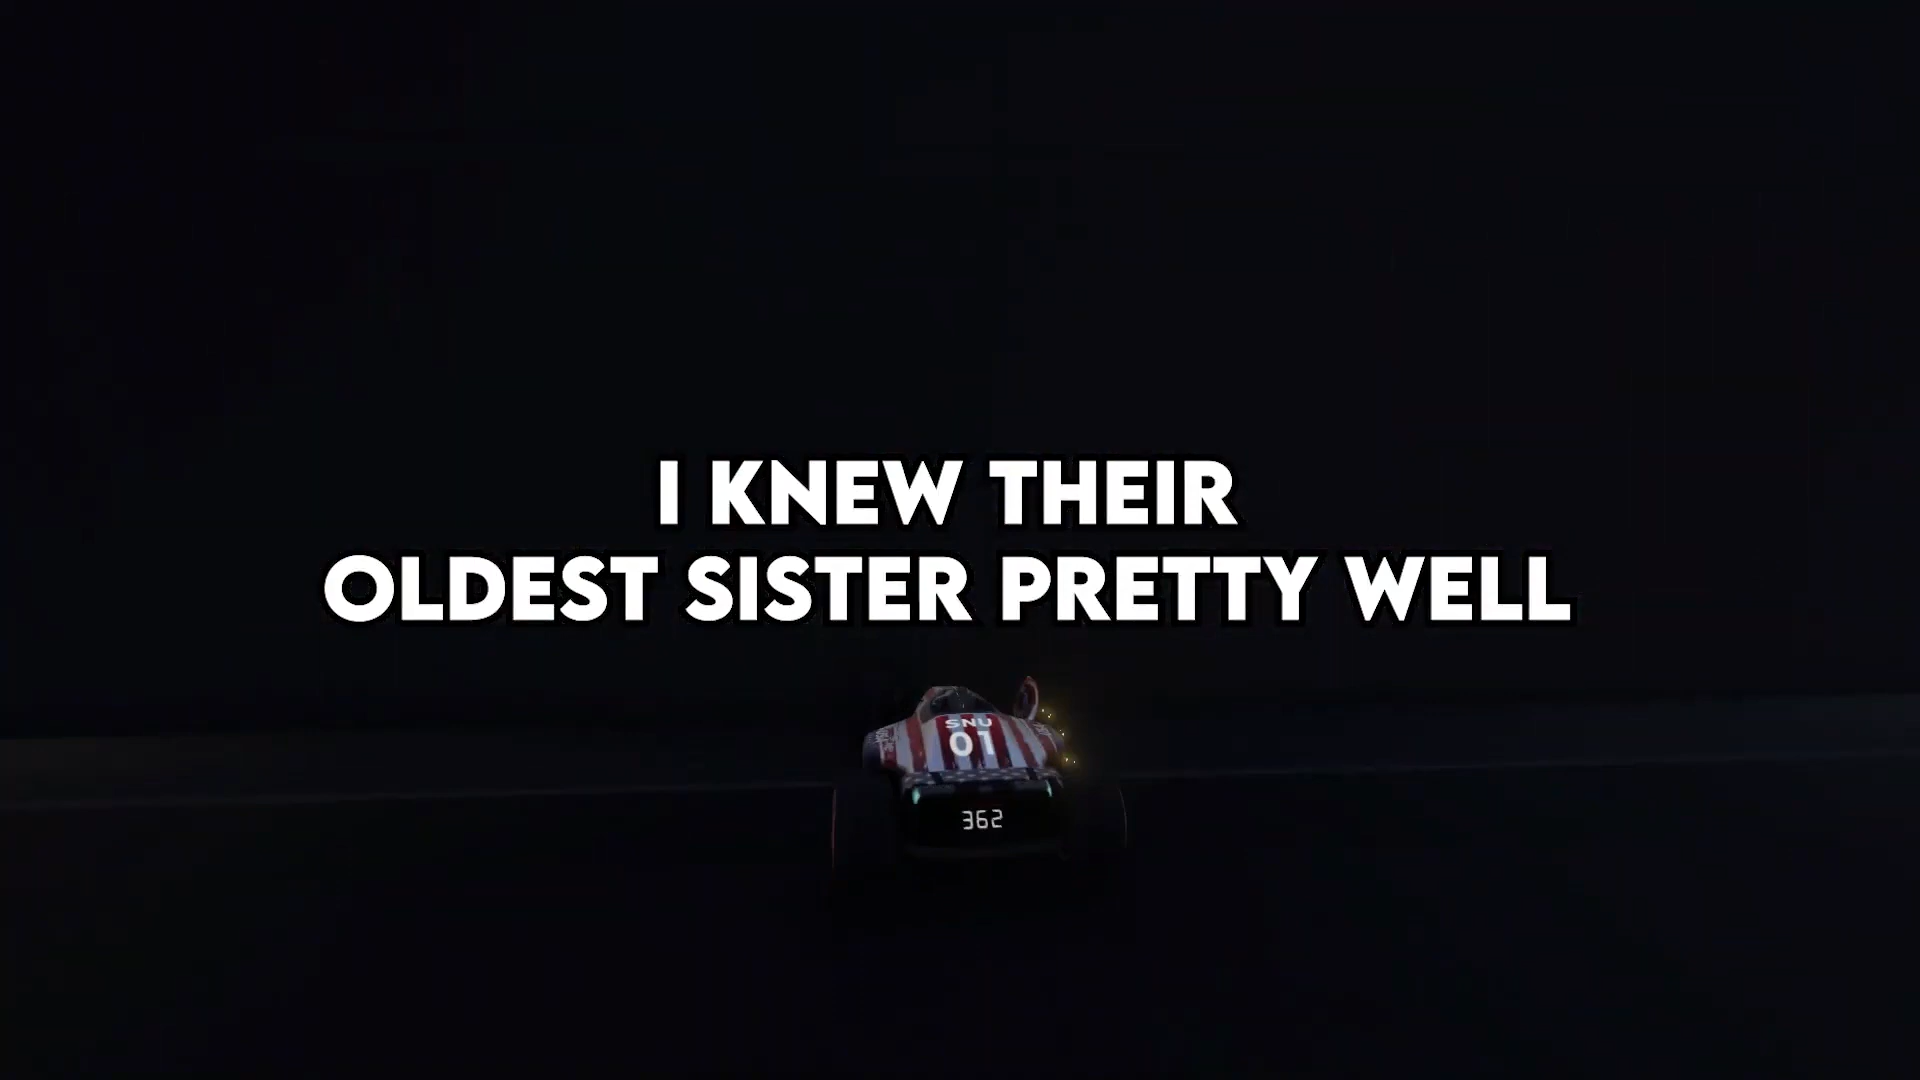 I KNEW THEIR
OLDEST SISTER PRETTY WELL
SNU
01
362